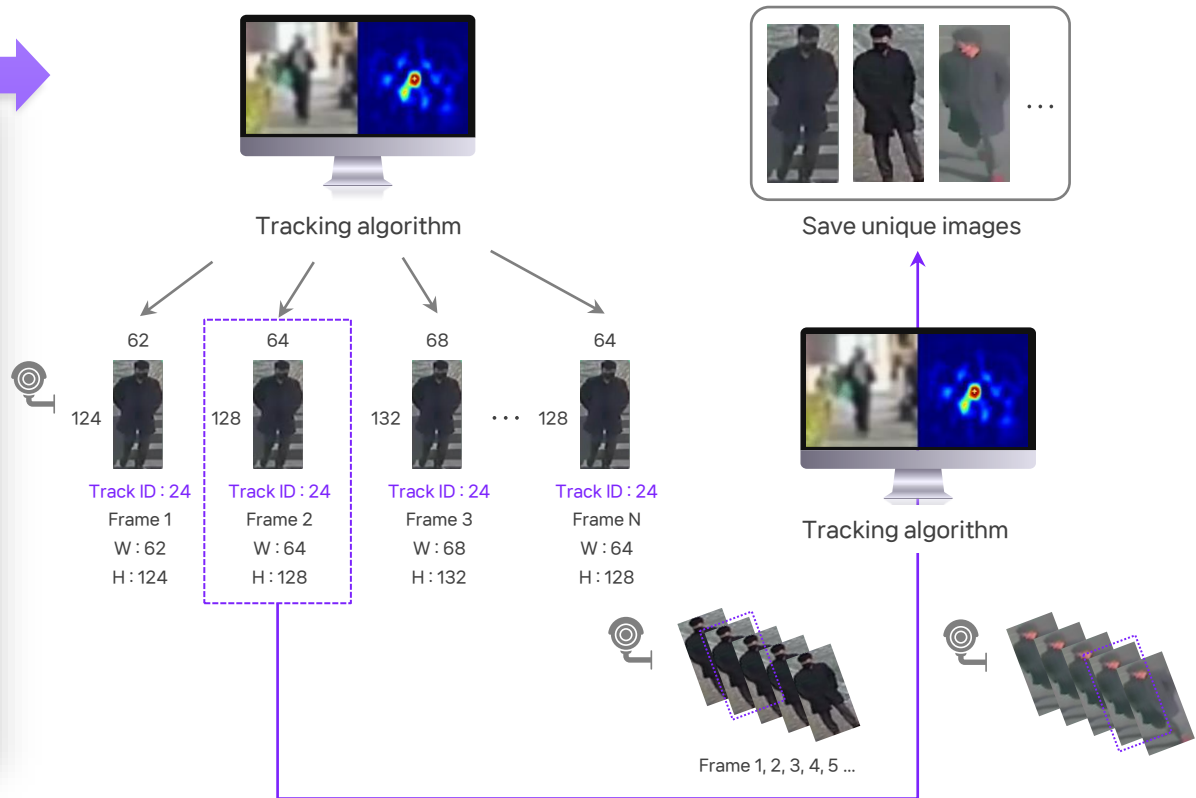 Tracking algorithm
Save unique images
62
64
68
64
124
128
132
...
128
...
Track ID : 24
Track ID : 24
Track ID : 24
Track ID : 24
Frame 1
Frame 2
Frame 3
Frame N
W : 62
W : 64
W : 68
W : 64
H : 124
H : 128
H : 132
H : 128
Tracking algorithm
Frame 1, 2, 3, 4, 5 ...